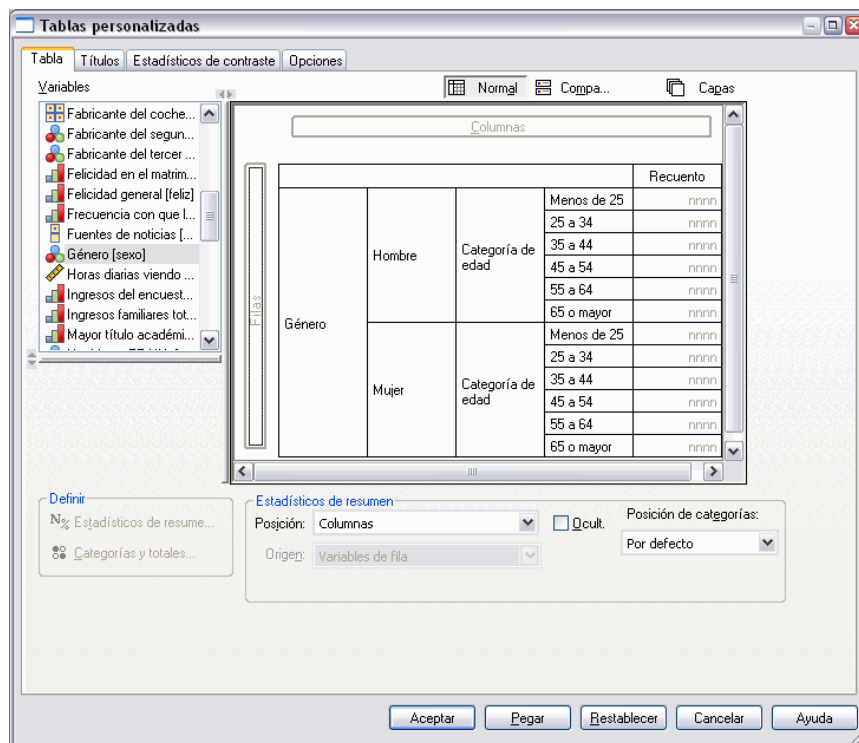 Tablas personalizadas
Tabla
Títulos
Estadísticos de contraste
Opciones
Variables
Normal
Compa...
Capas
Fabricante del coche...
Fabricante del segun...
Fabricante del tercer ...
Felicidad en el matrim...
Felicidad general [feliz]
Frecuencia con que l...
Fuentes de noticias [...
Género [sexo]
Horas diarias viendo ...
Ingresos del encuest...
Ingresos familiares tot...
Mayor título académi...
Columnas
Filas
Recuento
Género
Hombre
Categoría de edad
Menos de 25 nnnn
25 a 34 nnnn
35 a 44 nnnn
45 a 54 nnnn
55 a 64 nnnn
65 o mayor nnnn
Mujer
Categoría de edad
Menos de 25 nnnn
25 a 34 nnnn
35 a 44 nnnn
45 a 54 nnnn
55 a 64 nnnn
65 o mayor nnnn
Definir
N% Estadísticos de resume...
Categorías y totales...
Estadísticos de resumen
Posición: Columnas
Ocult.
Origen: Variables de fila
Posición de categorías:
Por defecto
Aceptar
Pegar
Restablecer
Cancelar
Ayuda